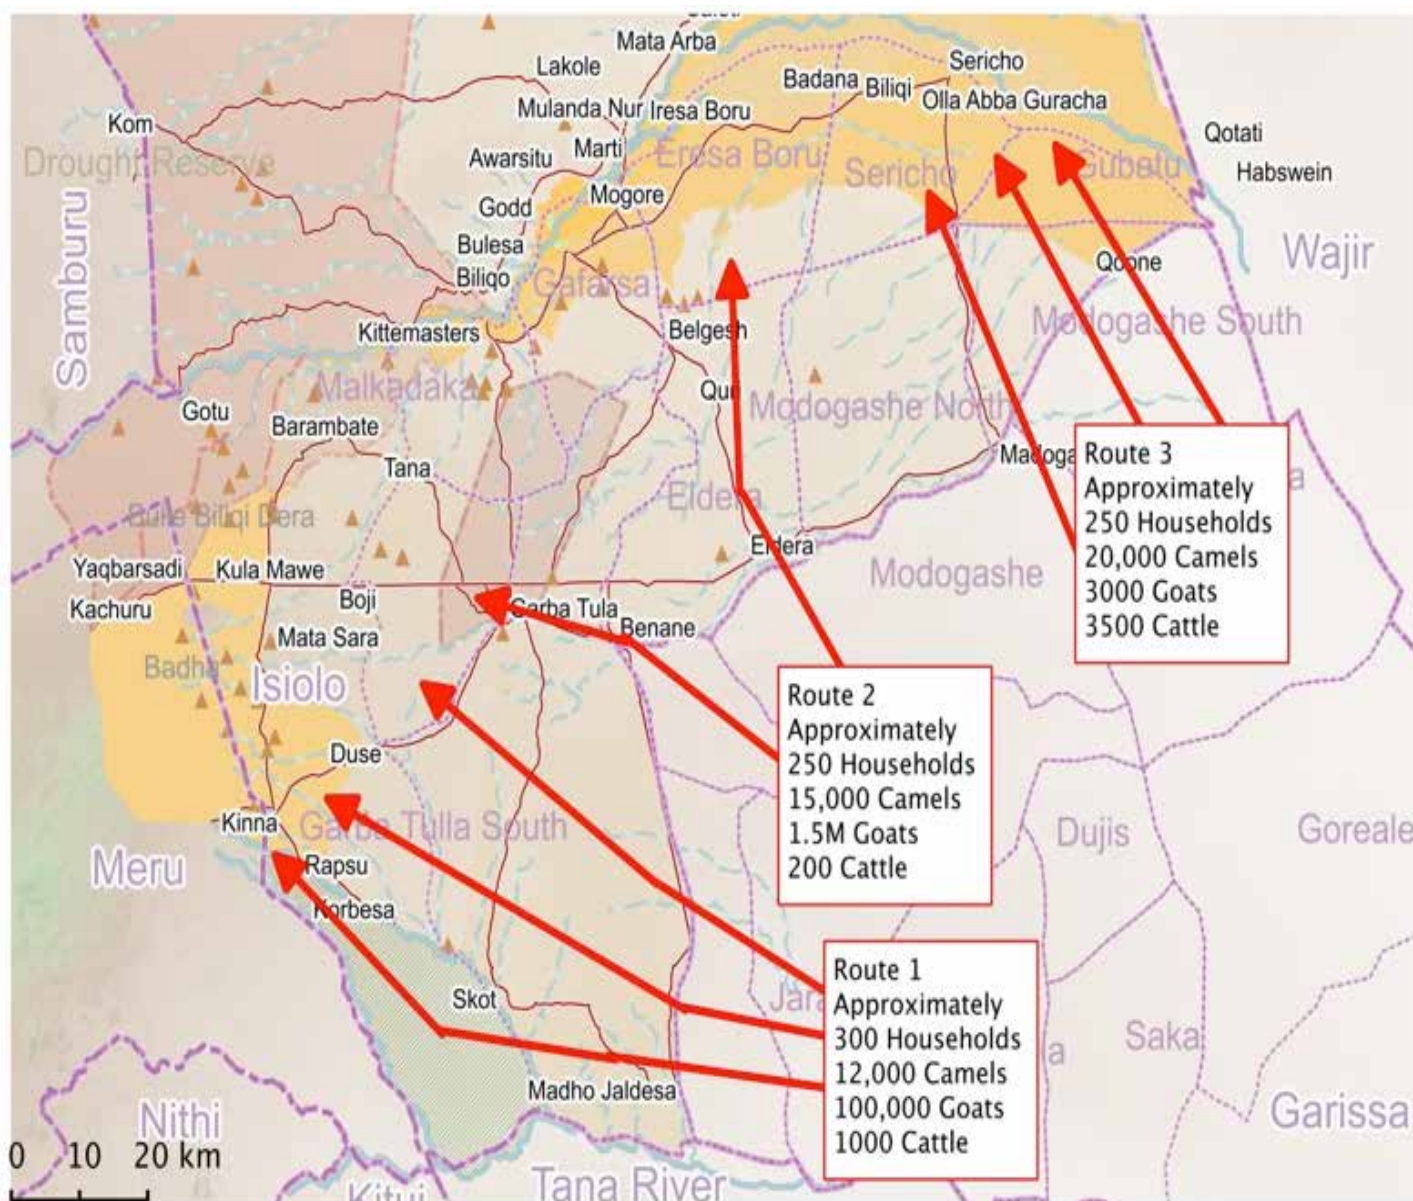 Mata Arba
Lakole
Sericho
Badana
Biliqi
Mulanda Nur
Iresa Boru
Olla Abba Guracha
Kom
Qotati
Drought Reserve
Awarsitu
Marti
Eresa Boru
Sericho
Gubatu
Habswein
Mogore
Godd
Samburu
Bulesa
Wajir
Biliqo
Gafarsa
Qoone
Kittemasters
Belgesh
Modogashe South
Malkadaka
Quri
Modogashe North
Gotu
Barambate
Tana
Eldera
Route 3
Approximately
250 Households
20,000 Camels
3000 Goats
3500 Cattle
Bulle Biliqi Dera
Eldera
Yaqbarsadi
Kula Mawe
Modogashe
Kachuru
Boji
Garba Tula
Benane
Mata Sara
Badha
Isiolo
Route 2
Approximately
250 Households
15,000 Camels
1.5M Goats
200 Cattle
Duse
Kinna
Garba Tulla South
Dujis
Goreale
Meru
Rapsu
Korbesa
Route 1
Approximately
300 Households
12,000 Camels
100,000 Goats
1000 Cattle
Skot
Saka
Madho Jaldesa
Nithi
Garissa
0 10 20 km
Kitui
Tana River